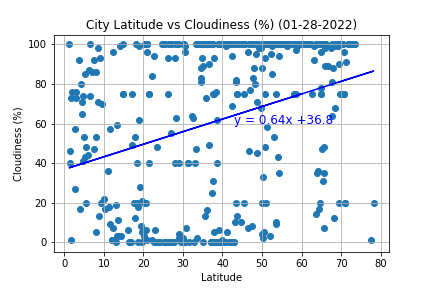 City Latitude vs Cloudiness (%) (01-28-2022)
100
80
60
40
20
0
Cloudiness (%)
y = 0.64x +36.8
0 10 20 30 40 50 60 70 80
Latitude